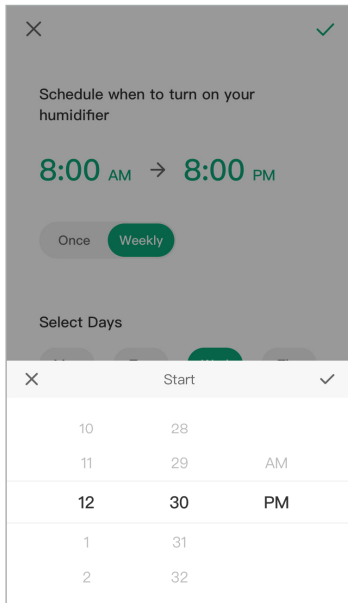 Schedule when to turn on your
humidifier
8:00 AM → 8:00 PM
Once Weekly
Select Days
Start
10 28
11 29 AM
12 30 PM
1 31
2 32